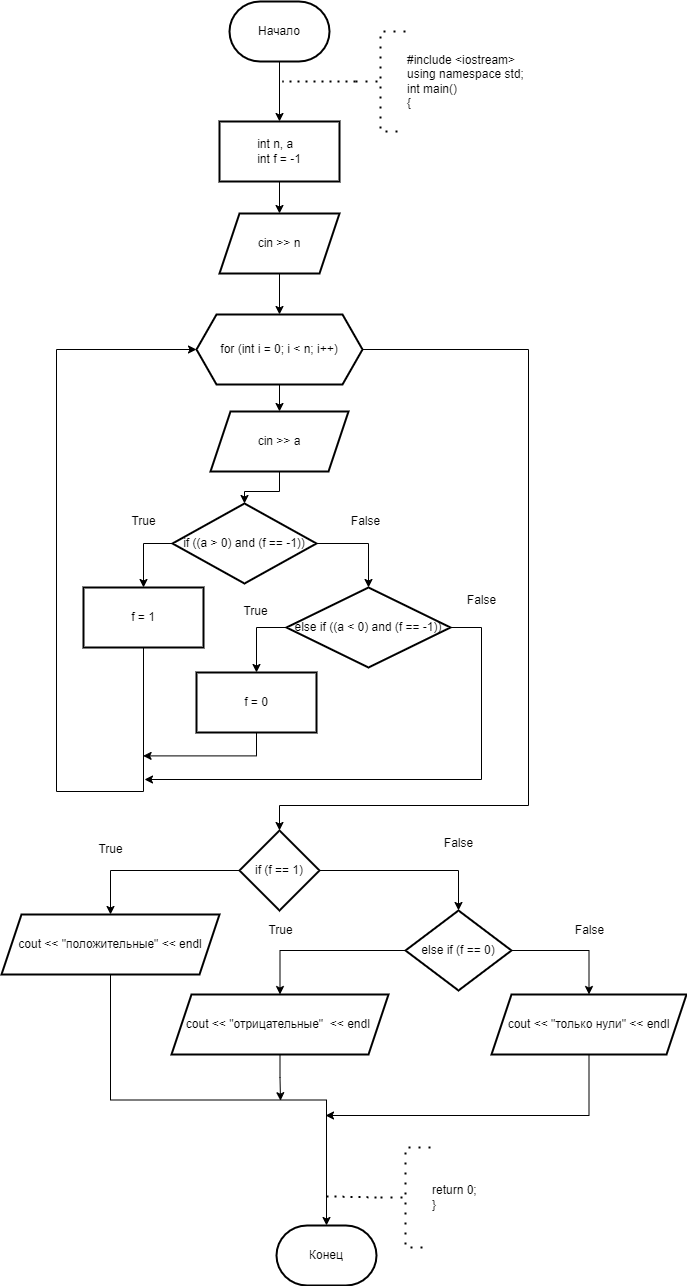 Начало
#include <iostream>
using namespace std;
int main()
{
int n, a
int f = -1
cin >> n
for (int i = 0; i < n; i++)
cin >> a
True
False
if ((a > 0) and (f == -1))
f = 1
True
False
else if ((a < 0) and (f == -1))
f = 0
True
False
if (f == 1)
cout << "положительные" << endl
True
False
else if (f == 0)
cout << "отрицательные"  << endl
cout << "только нули" << endl
return 0;
}
Конец